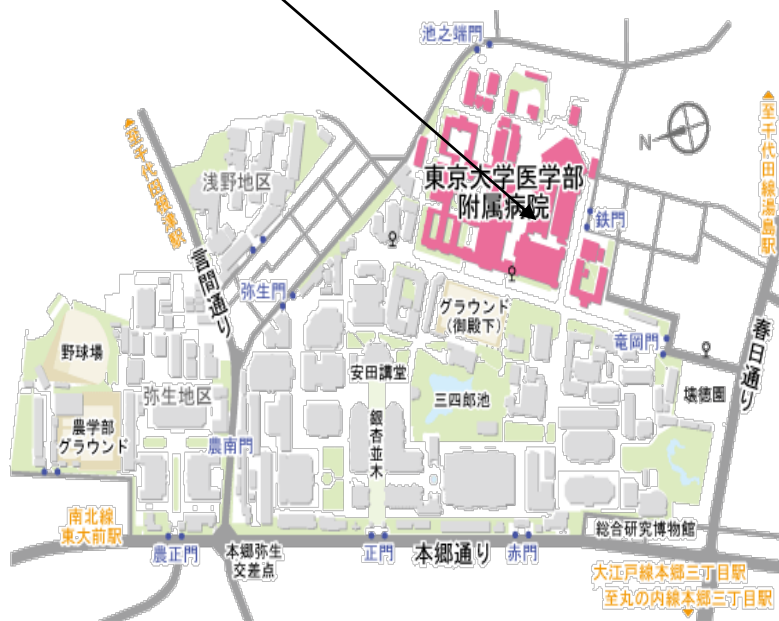 池之端門
至千代田線湯島駅
N
至千代田根津駅
浅野地区
東京大学医学部
附属病院
鉄門
言問通り
弥生門
グラウンド
(御殿下)
竜岡門
春日通り
野球場
弥生地区
安田講堂
三四郎池
壊徳園
農学部
グラウンド
銀杏並木
農南門
南北線
東大前駅
農正門
本郷弥生
交差点
正門
本郷通り
赤門
総合研究博物館
大江戸線本郷三丁目駅
至丸の内線本郷三丁目駅